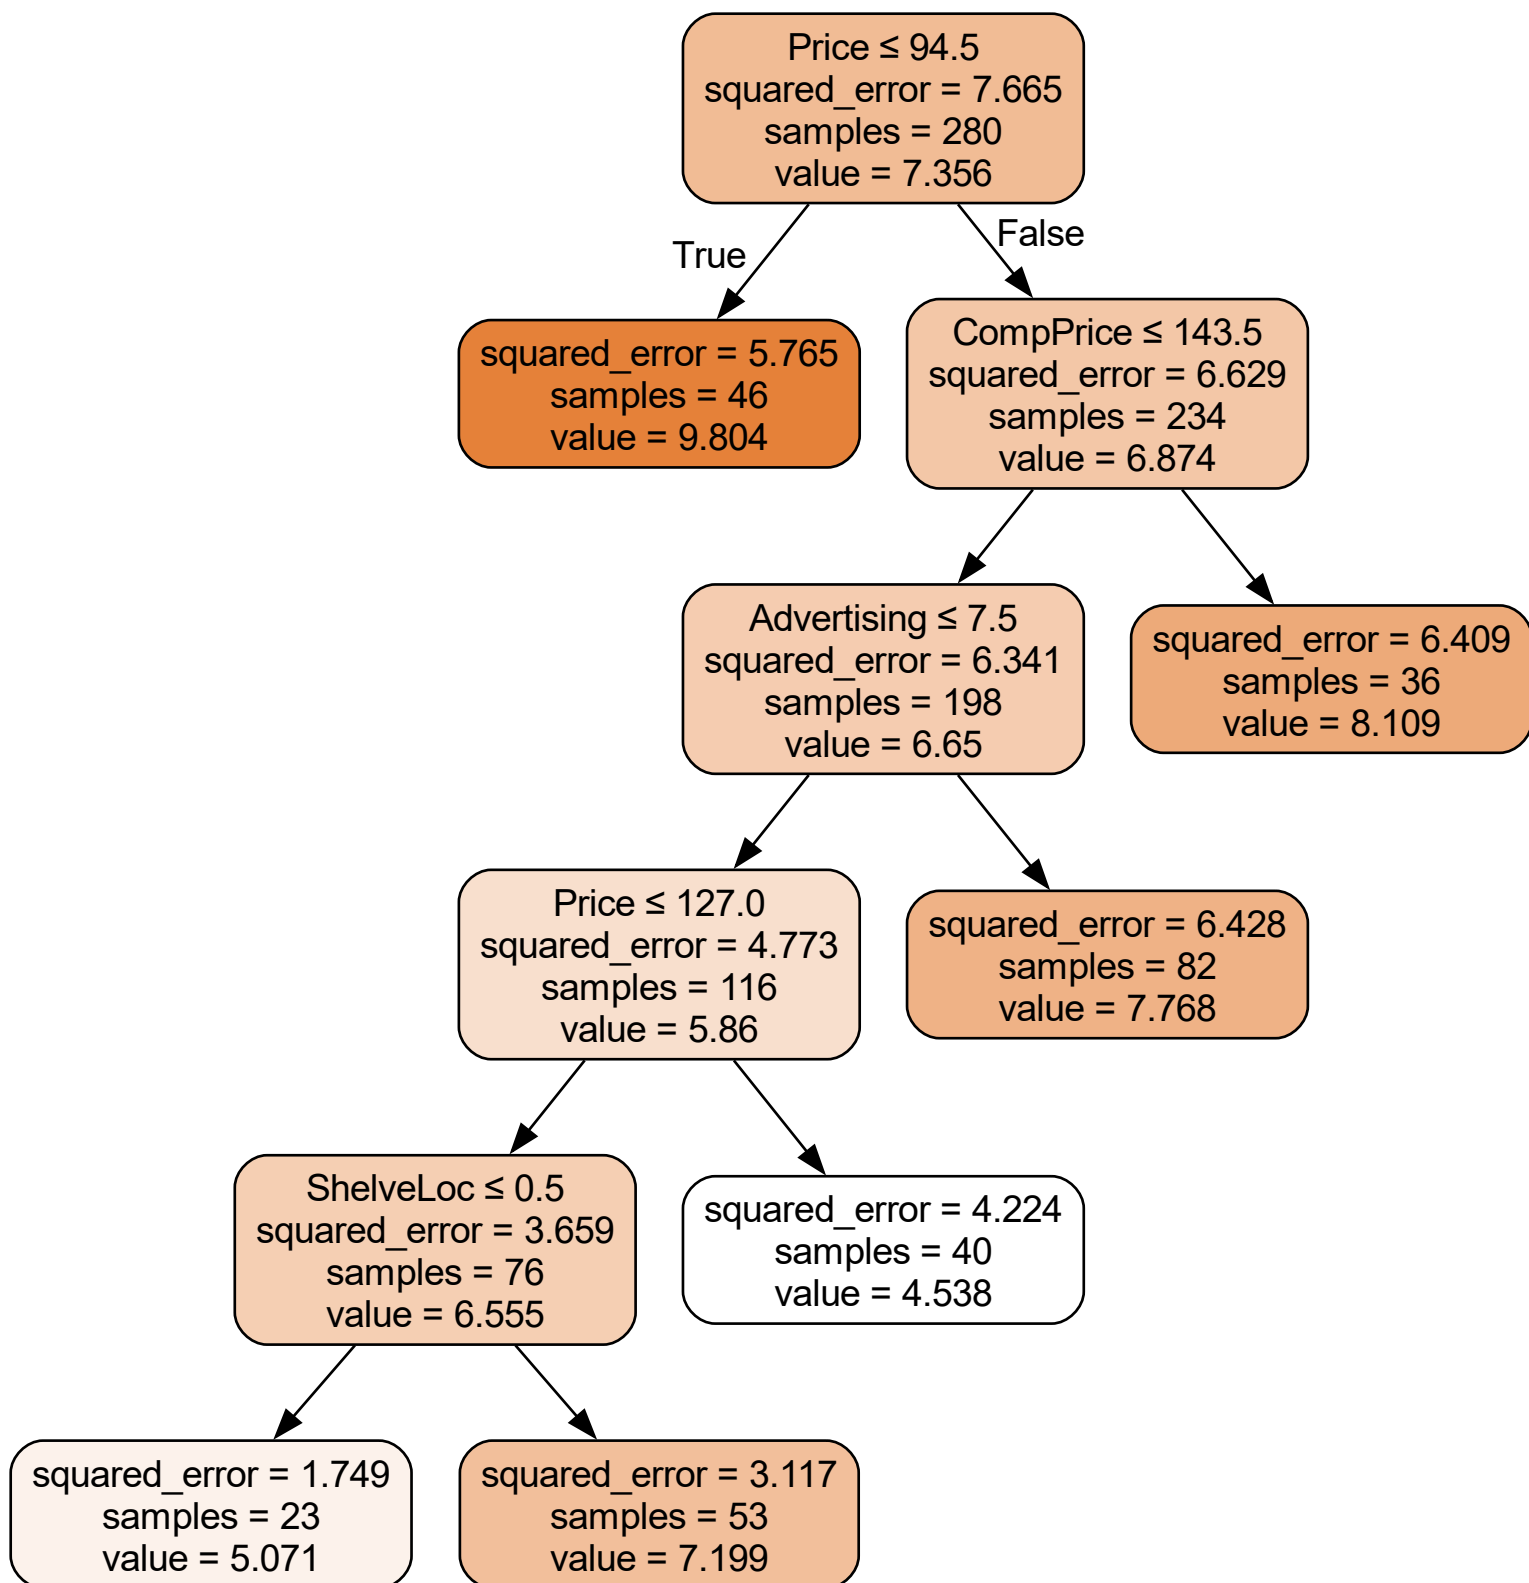 Price ≤ 94.5
squared_error = 7.665
samples = 280
value = 7.356
True
False
squared_error = 5.765
samples = 46
value = 9.804
CompPrice ≤ 143.5
squared_error = 6.629
samples = 234
value = 6.874
Advertising ≤ 7.5
squared_error = 6.341
samples = 198
value = 6.65
squared_error = 6.409
samples = 36
value = 8.109
Price ≤ 127.0
squared_error = 4.773
samples = 116
value = 5.86
squared_error = 6.428
samples = 82
value = 7.768
ShelveLoc ≤ 0.5
squared_error = 3.659
samples = 76
value = 6.555
squared_error = 4.224
samples = 40
value = 4.538
squared_error = 1.749
samples = 23
value = 5.071
squared_error = 3.117
samples = 53
value = 7.199